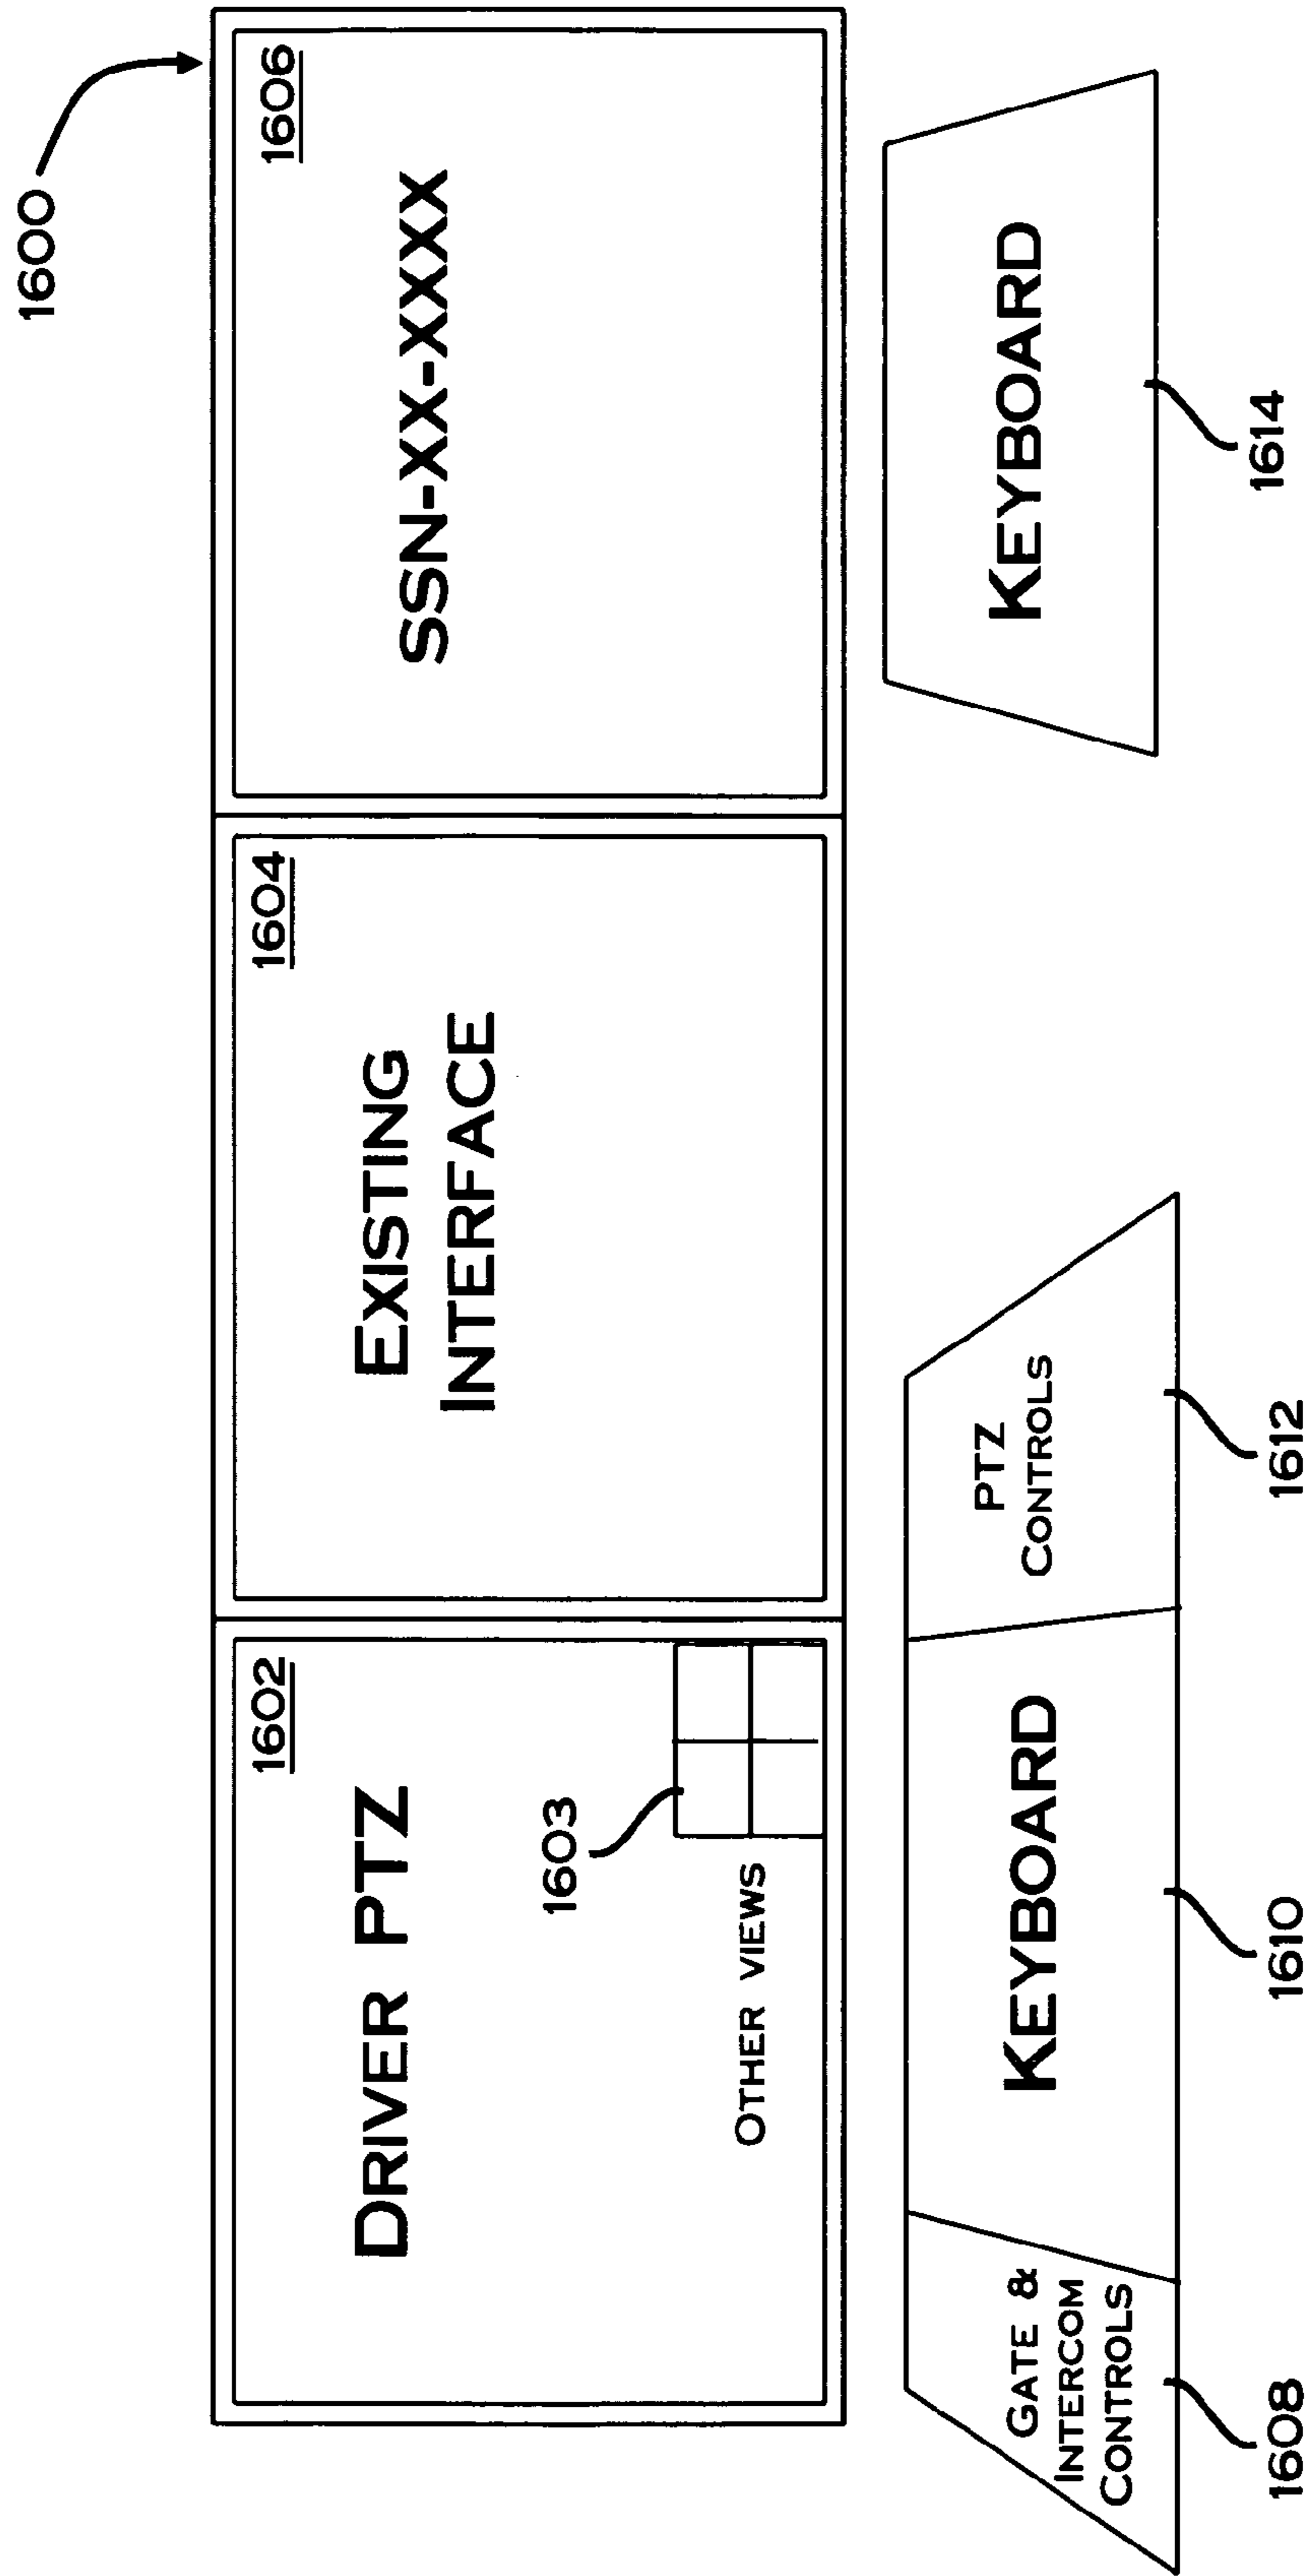 1600
1602
DRIVER PTZ
1603
OTHER VIEWS
1604
EXISTING
INTERFACE
1606
SSN-XX-XXXX
GATE &
INTERCOM
CONTROLS
1608
KEYBOARD
1610
PTZ
CONTROLS
1612
KEYBOARD
1614